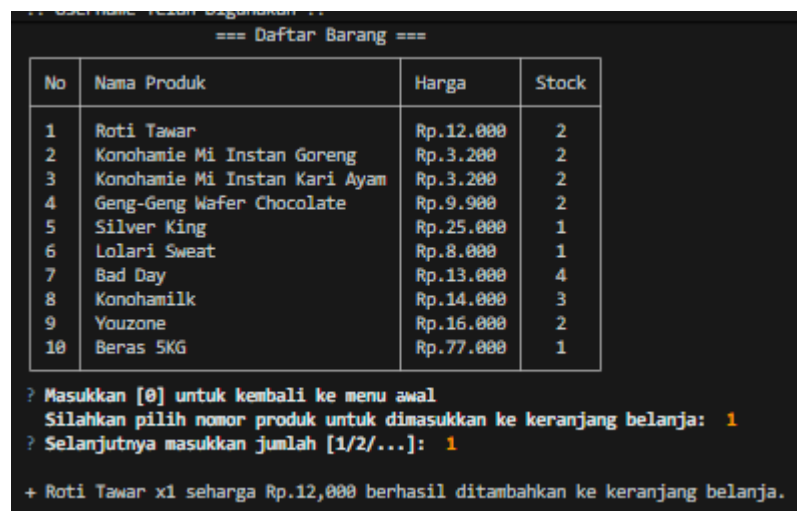 === Daftar Barang ===
No Nama Produk Harga Stock
1 Roti Tawar Rp.12.000 2
2 Konohamie Mi Instan Goreng Rp.3.200 2
3 Konohamie Mi Instan Kari Ayam Rp.3.200 2
4 Geng-Geng Wafer Chocolate Rp.9.900 2
5 Silver King Rp.25.000 1
6 Lolari Sweat Rp.8.000 1
7 Bad Day Rp.13.000 4
8 Konohamilk Rp.14.000 3
9 Youzone Rp.16.000 2
10 Beras 5KG Rp.77.000 1
? Masukkan [0] untuk kembali ke menu awal
Silahkan pilih nomor produk untuk dimasukkan ke keranjang belanja: 1
? Selanjutnya masukkan jumlah [1/2/...]: 1
+ Roti Tawar x1 seharga Rp.12,000 berhasil ditambahkan ke keranjang belanja.